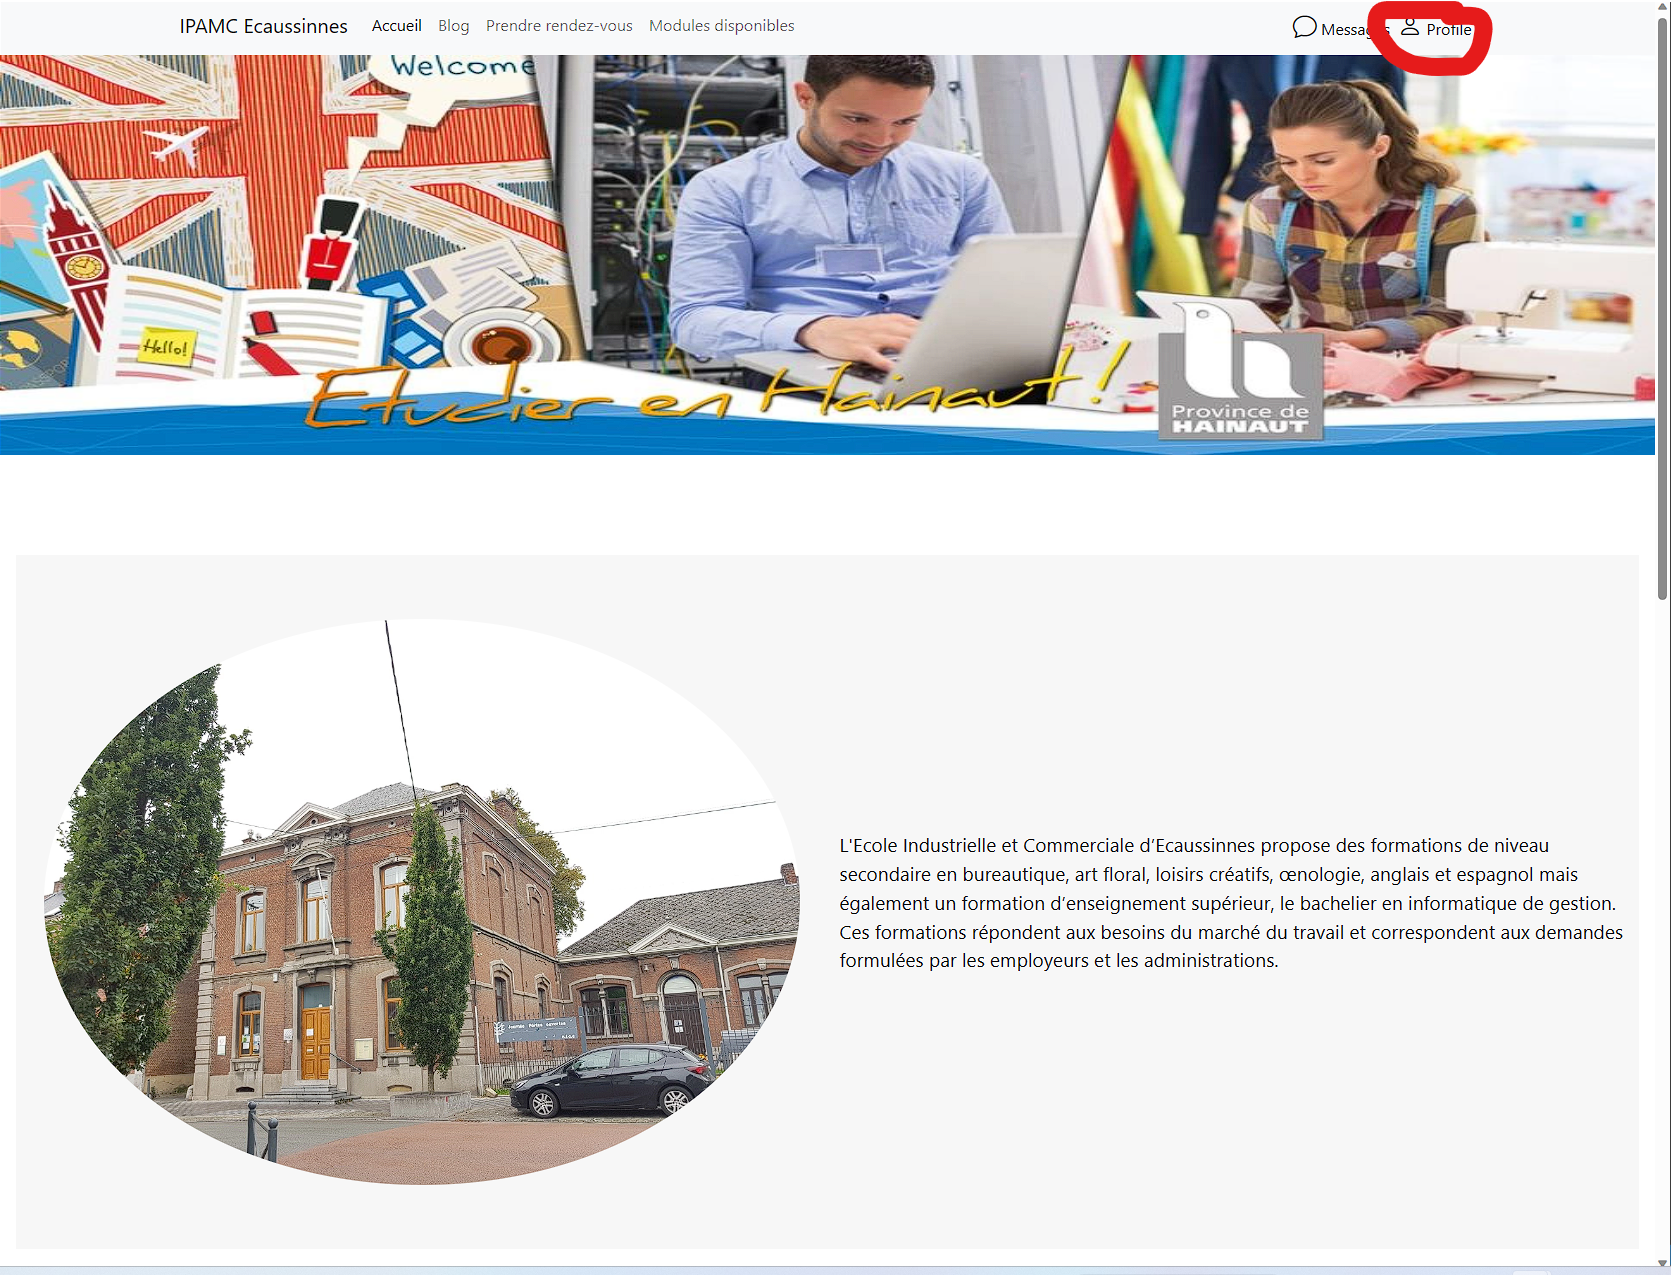 IPAMC Ecaussinnes Accueil Blog Prendre rendez-vous Modules disponibles Messages Profile
Welcome
Hello!
Etudier en Hainaut!
Province de
HAINAUT
L'Ecole Industrielle et Commerciale d’Ecaussinnes propose des formations de niveau
secondaire en bureautique, art floral, loisirs créatifs, œnologie, anglais et espagnol mais
également un formation d’enseignement supérieur, le bachelier en informatique de gestion.
Ces formations répondent aux besoins du marché du travail et correspondent aux demandes
formulées par les employeurs et les administrations.